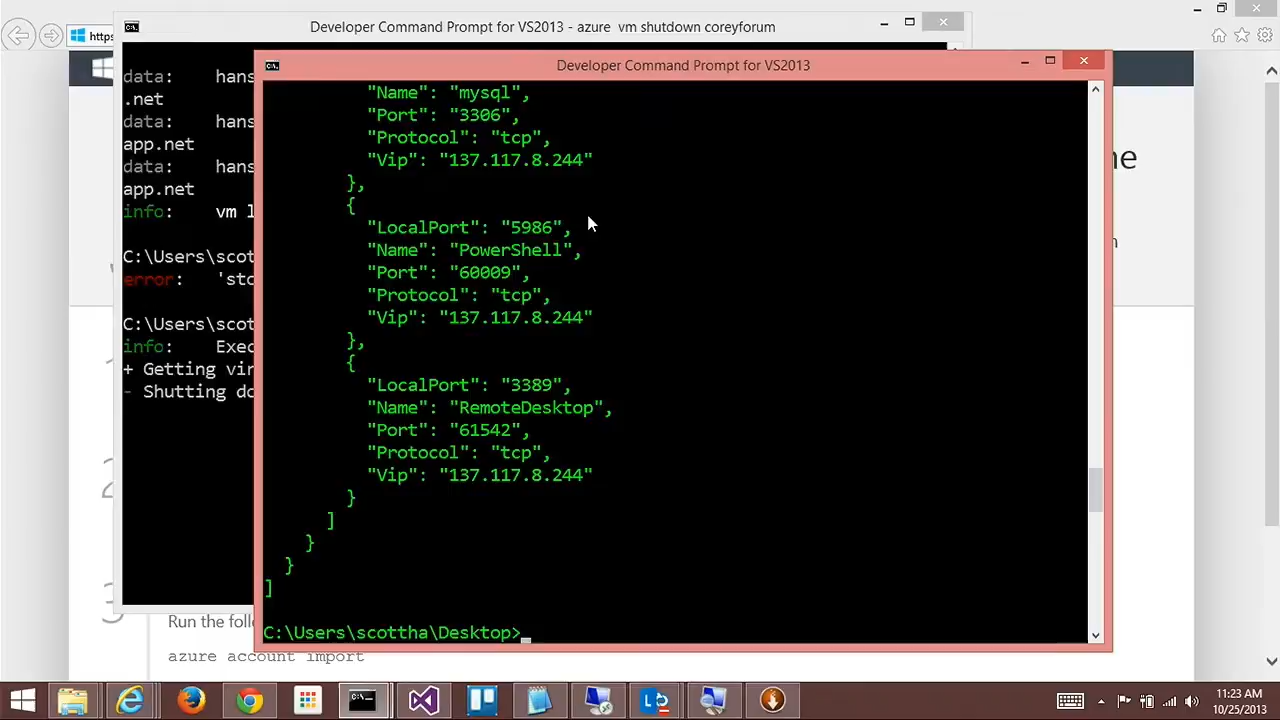 Developer Command Prompt for VS2013 - azure vm shutdown coreyforum
https
data: hans
.net
data: hans
app.net
data: hans
app.net
info: vm l
C:\Users\scot
error: 'sto
C:\Users\scot
info: Exec
+ Getting vir
- Shutting do
Developer Command Prompt for VS2013
"Name": "mysql",
"Port": "3306",
"Protocol": "tcp",
"Vip": "137.117.8.244"
},
{
"LocalPort": "5986",
"Name": "PowerShell",
"Port": "60009",
"Protocol": "tcp",
"Vip": "137.117.8.244"
},
{
"LocalPort": "3389",
"Name": "RemoteDesktop",
"Port": "61542",
"Protocol": "tcp",
"Vip": "137.117.8.244"
}
]
}
}
]
C:\Users\scottha\Desktop>
2
3
Run the foll
azure account import
11:23 AM
10/25/2013